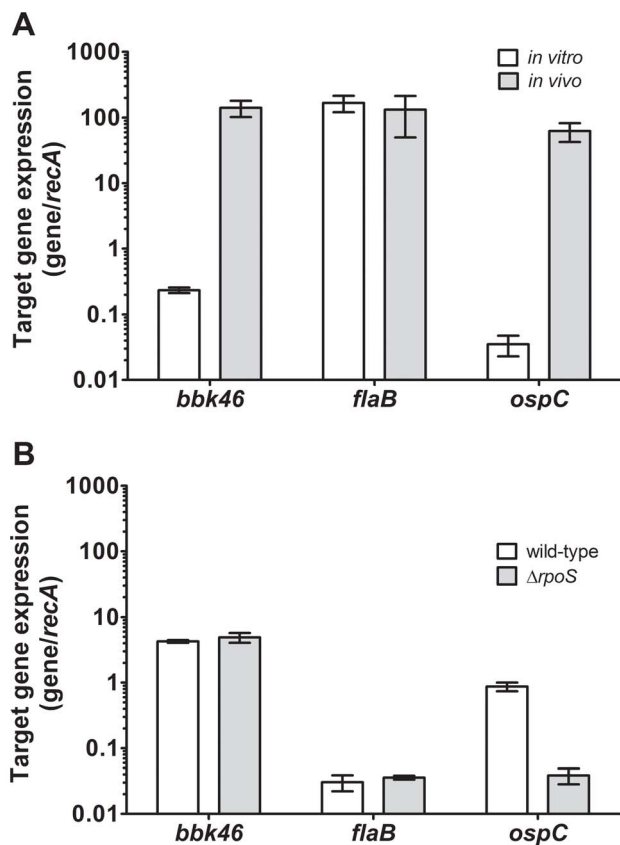 A
Target gene expression
(gene/recA)
1000
100
10
1
0.1
0.01
in vitro
in vivo
bbk46 flaB ospC
B
Target gene expression
(gene/recA)
1000
100
10
1
0.1
0.01
wild-type
ΔrpoS
bbk46 flaB ospC